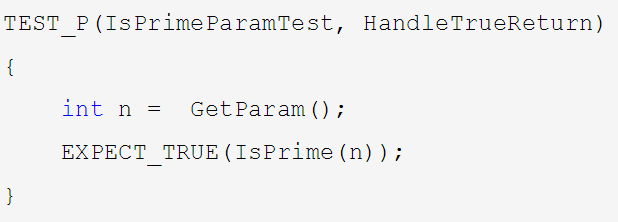 TEST_P(IsPrimeParamTest, HandleTrueReturn)
{
    int n =  GetParam();
    EXPECT_TRUE(IsPrime(n));
}